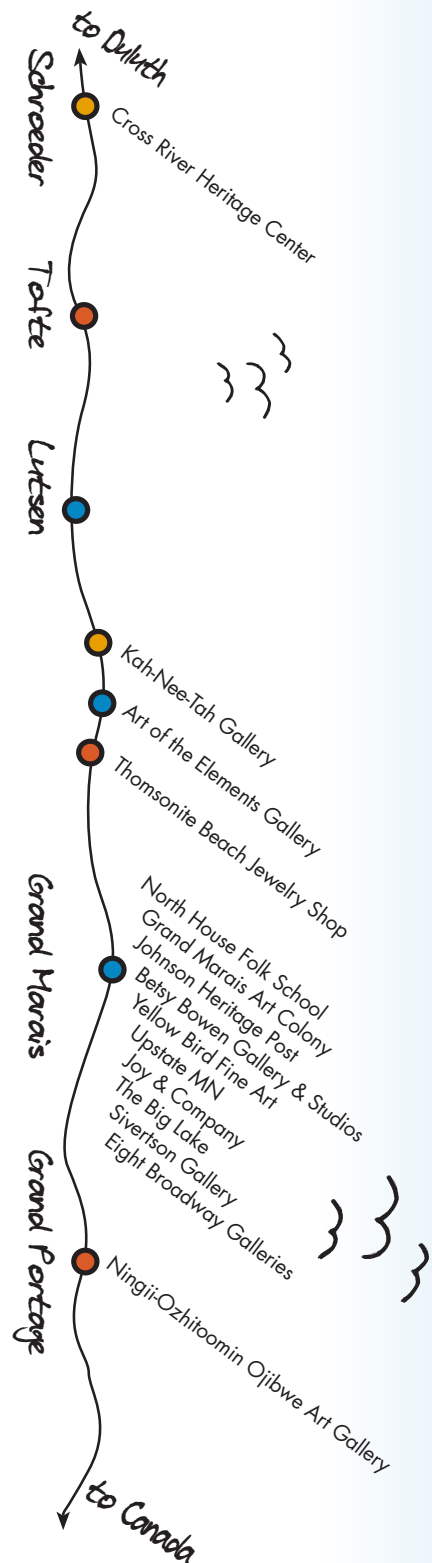 to Duluth
Schroeder
Cross River Heritage Center
Tofte
Lutsen
Kah-Nee-Tah Gallery
Art of the Elements Gallery
Thomsonite Beach Jewelry Shop
Grand Marais
North House Folk School
Grand Marais Art Colony
Johnson Heritage Post
Betsy Bowen Gallery & Studios
Yellow Bird Fine Art
Upstate MN
Joy & Company
The Big Lake
Sivertson Gallery
Eight Broadway Galleries
Grand Portage
Ningii-Ozhitoomin Ojibwe Art Gallery
to Canada